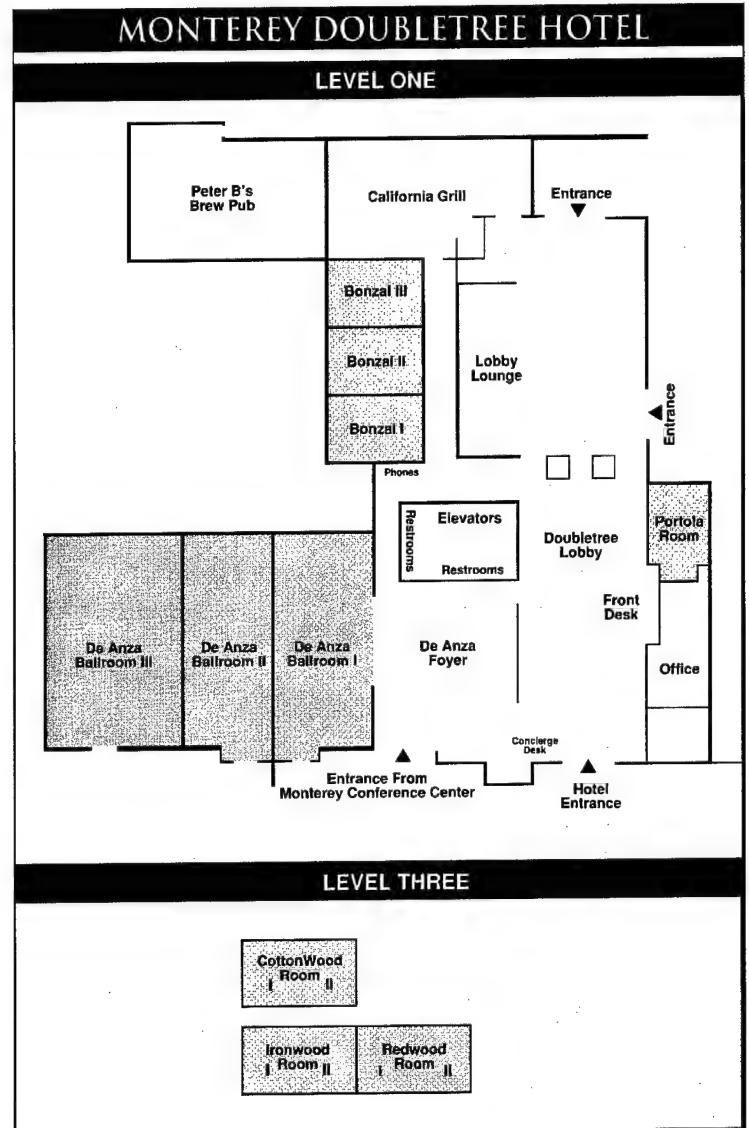 MONTEREY DOUBLETREE HOTEL
LEVEL ONE
Peter B's
Brew Pub
California Grill
Entrance
Bonzal III
Bonzal II
Bonzal I
Lobby
Lounge
Entrance
Phones
Restrooms
Elevators
Restrooms
Doubletree
Lobby
Portola
Room
Front
Desk
De Anza
Ballroom III
De Anza
Ballroom II
De Anza
Ballroom I
De Anza
Foyer
Office
Concierge
Desk
Entrance From
Monterey Conference Center
Hotel
Entrance
LEVEL THREE
CottonWood
Room
I II
Ironwood
Room
I II
Redwood
Room
I II